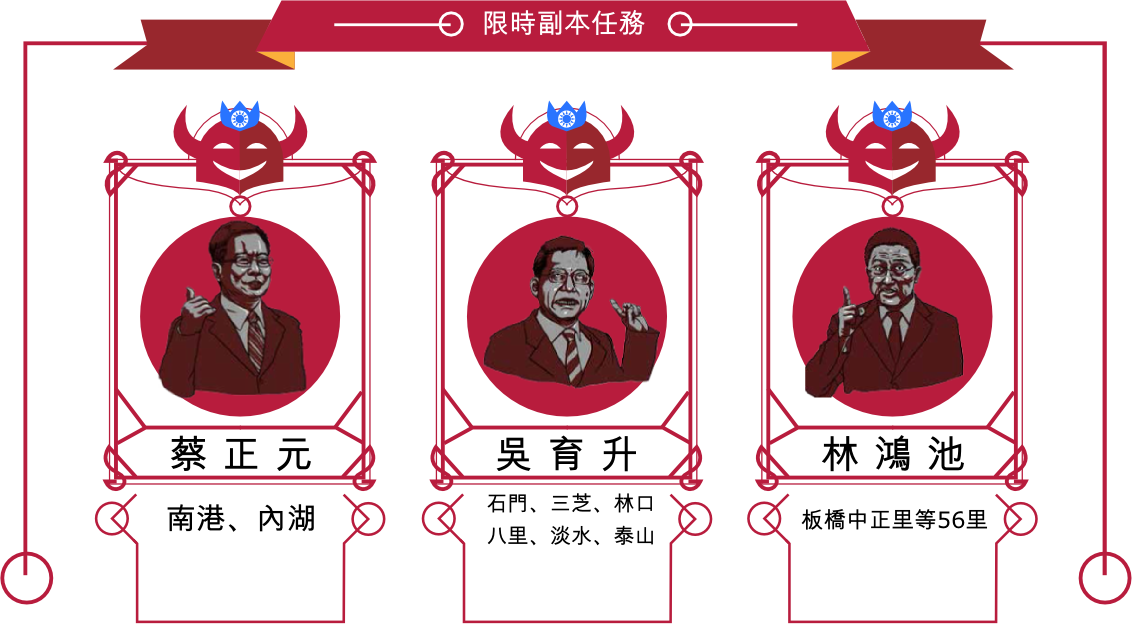 限時副本任務
蔡正元
吳育升
林鴻池
南港、內湖
石門、三芝、林口
八里、淡水、泰山
板橋中正里等56里